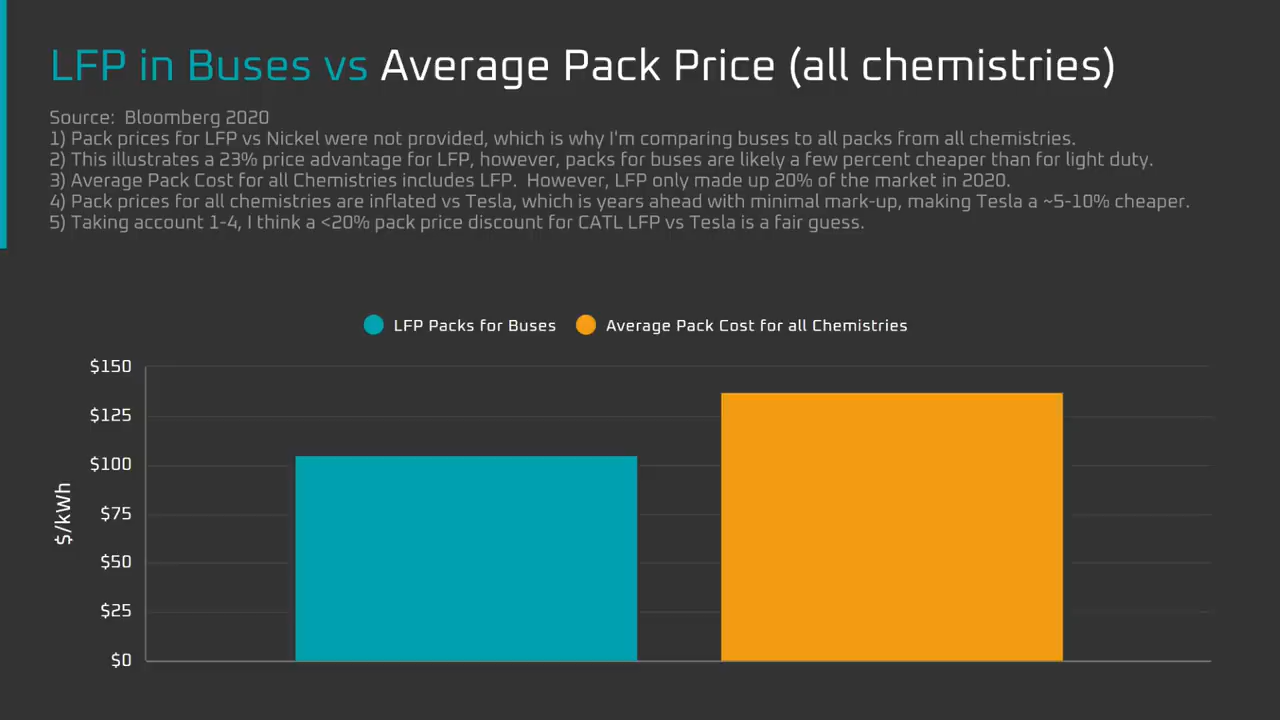 LFP in Buses vs Average Pack Price (all chemistries)
Source:  Bloomberg 2020
1) Pack prices for LFP vs Nickel were not provided, which is why I'm comparing buses to all packs from all chemistries.
2) This illustrates a 23% price advantage for LFP, however, packs for buses are likely a few percent cheaper than for light duty.
3) Average Pack Cost for all Chemistries includes LFP.  However, LFP only made up 20% of the market in 2020.
4) Pack prices for all chemistries are inflated vs Tesla, which is years ahead with minimal mark-up, making Tesla a ~5-10% cheaper.
5) Taking account 1-4, I think a <20% pack price discount for CATL LFP vs Tesla is a fair guess.
LFP Packs for Buses
Average Pack Cost for all Chemistries
$150
$125
$100
$75
$50
$25
$0
$/kWh